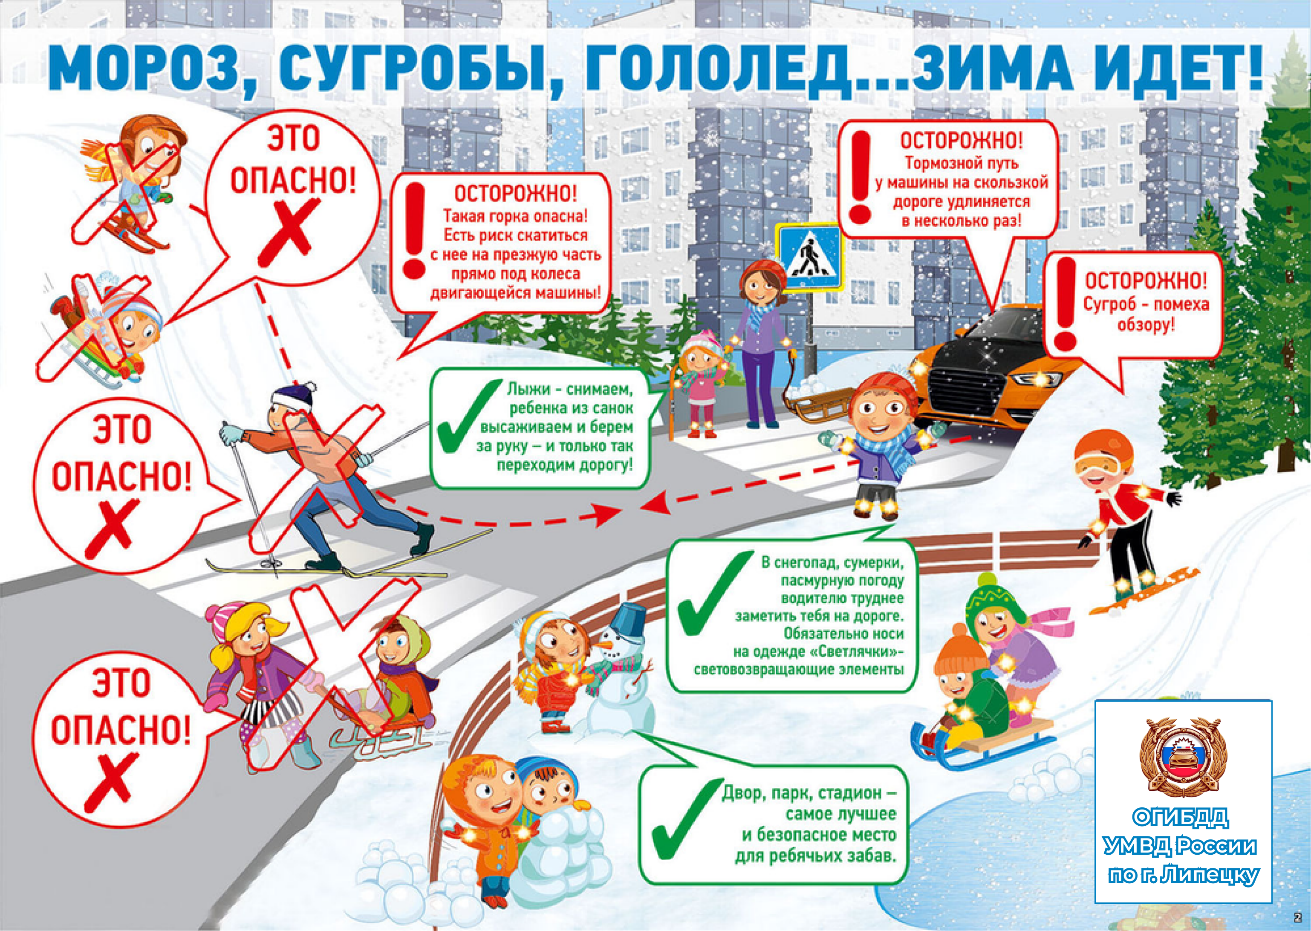 МОРОЗ, СУГРОБЫ, ГОЛОЛЕД...ЗИМА ИДЕТ!
ЭТО
ОПАСНО!
ОСТОРОЖНО!
Такая горка опасна!
Есть риск скатиться
с нее на презжую часть
прямо под колеса
двигающейся машины!
ОСТОРОЖНО!
Тормозной путь
у машины на скользкой
дороге удлиняется
в несколько раз!
ОСТОРОЖНО!
Сугроб - помеха
обзору!
Лыжи - снимаем,
ребенка из санок
высаживаем и берем
за руку – и только так
переходим дорогу!
ЭТО
ОПАСНО!
В снегопад, сумерки,
пасмурную погоду
водителю труднее
заметить тебя на дороге.
Обязательно носи
на одежде «Светлячки»-
световозвращающие элементы
ЭТО
ОПАСНО!
Двор, парк, стадион –
самое лучшее
и безопасное место
для ребячьих забав.
ОГИБДД
УМВД России
по г. Липецку
2